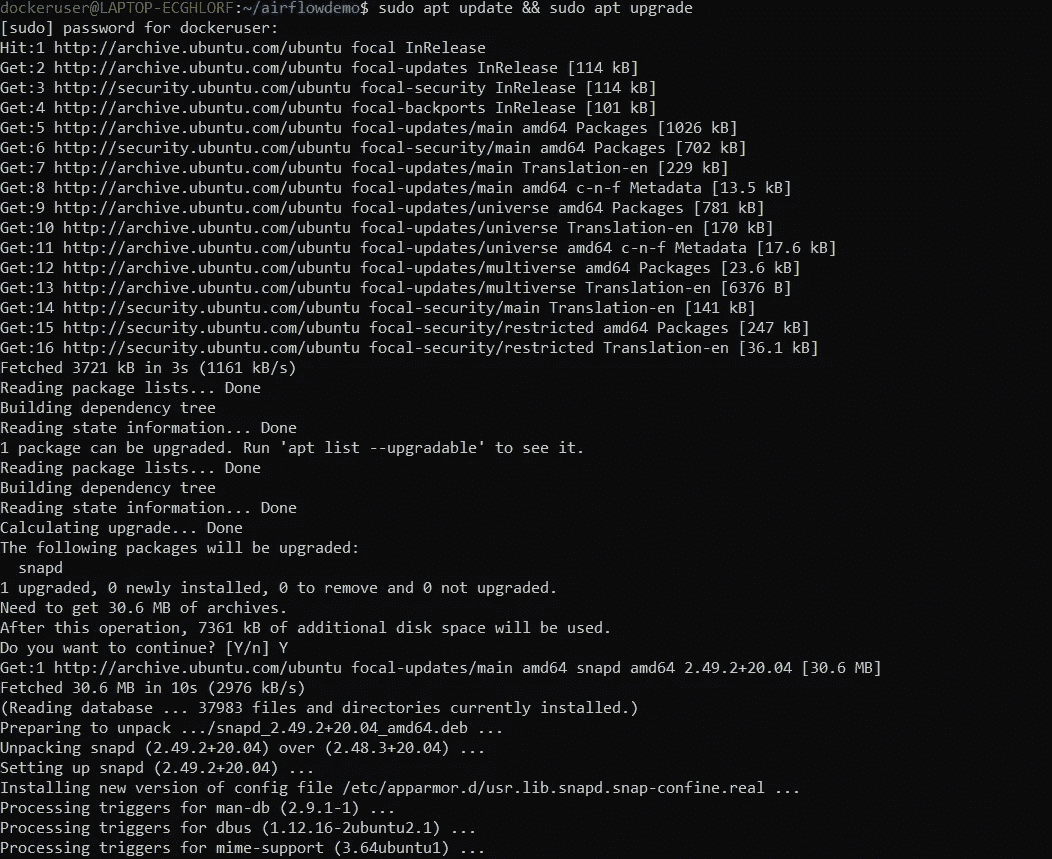 dockeruser@LAPTOP-ECGHLORF:~/airflowdemo$ sudo apt update && sudo apt upgrade
[sudo] password for dockeruser:
Hit:1 http://archive.ubuntu.com/ubuntu focal InRelease
Get:2 http://archive.ubuntu.com/ubuntu focal-updates InRelease [114 kB]
Get:3 http://security.ubuntu.com/ubuntu focal-security InRelease [114 kB]
Get:4 http://archive.ubuntu.com/ubuntu focal-backports InRelease [101 kB]
Get:5 http://archive.ubuntu.com/ubuntu focal-updates/main amd64 Packages [1026 kB]
Get:6 http://security.ubuntu.com/ubuntu focal-security/main amd64 Packages [702 kB]
Get:7 http://archive.ubuntu.com/ubuntu focal-updates/main Translation-en [229 kB]
Get:8 http://archive.ubuntu.com/ubuntu focal-updates/main amd64 c-n-f Metadata [13.5 kB]
Get:9 http://archive.ubuntu.com/ubuntu focal-updates/universe amd64 Packages [781 kB]
Get:10 http://archive.ubuntu.com/ubuntu focal-updates/universe Translation-en [170 kB]
Get:11 http://archive.ubuntu.com/ubuntu focal-updates/universe amd64 c-n-f Metadata [17.6 kB]
Get:12 http://archive.ubuntu.com/ubuntu focal-updates/multiverse amd64 Packages [23.6 kB]
Get:13 http://archive.ubuntu.com/ubuntu focal-updates/multiverse Translation-en [6376 B]
Get:14 http://security.ubuntu.com/ubuntu focal-security/main Translation-en [141 kB]
Get:15 http://security.ubuntu.com/ubuntu focal-security/restricted amd64 Packages [247 kB]
Get:16 http://security.ubuntu.com/ubuntu focal-security/restricted Translation-en [36.1 kB]
Fetched 3721 kB in 3s (1161 kB/s)
Reading package lists... Done
Building dependency tree
Reading state information... Done
1 package can be upgraded. Run 'apt list --upgradable' to see it.
Reading package lists... Done
Building dependency tree
Reading state information... Done
Calculating upgrade... Done
The following packages will be upgraded:
  snapd
1 upgraded, 0 newly installed, 0 to remove and 0 not upgraded.
Need to get 30.6 MB of archives.
After this operation, 7361 kB of additional disk space will be used.
Do you want to continue? [Y/n] Y
Get:1 http://archive.ubuntu.com/ubuntu focal-updates/main amd64 snapd amd64 2.49.2+20.04 [30.6 MB]
Fetched 30.6 MB in 10s (2976 kB/s)
(Reading database ... 37983 files and directories currently installed.)
Preparing to unpack .../snapd_2.49.2+20.04_amd64.deb ...
Unpacking snapd (2.49.2+20.04) over (2.48.3+20.04) ...
Setting up snapd (2.49.2+20.04) ...
Installing new version of config file /etc/apparmor.d/usr.lib.snapd.snap-confine.real ...
Processing triggers for man-db (2.9.1-1) ...
Processing triggers for dbus (1.12.16-2ubuntu2.1) ...
Processing triggers for mime-support (3.64ubuntu1) ...